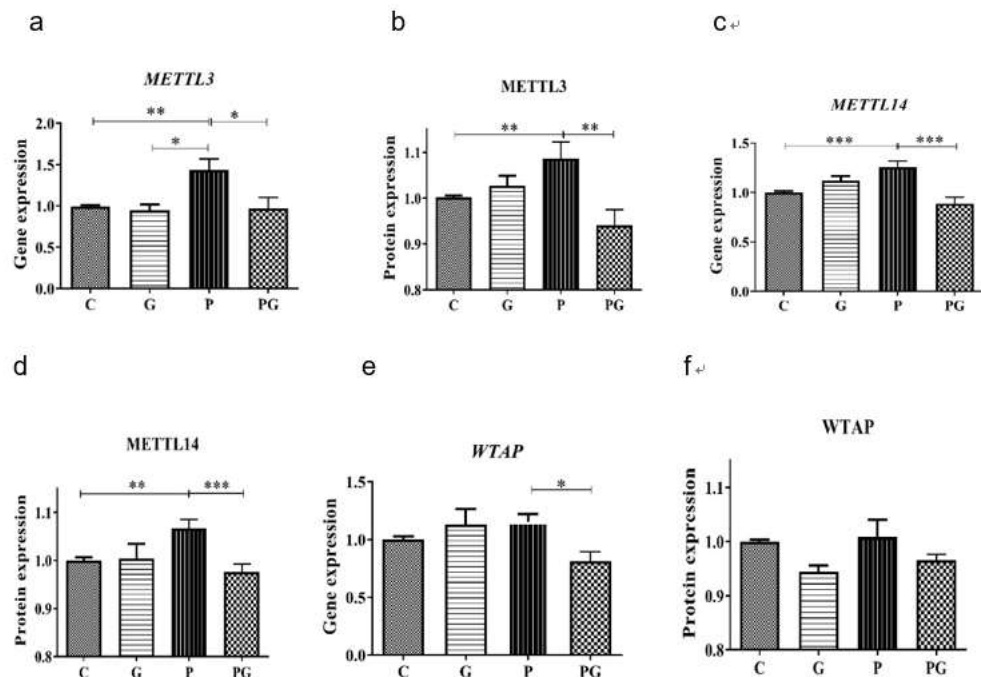 a
METTL3
**
*
*
Gene expression
2.0
1.5
1.0
0.5
0.0
C G P PG
b
METTL3
**
**
Protein expression
1.1
1.0
0.9
0.8
C G P PG
c↵
METTL14
***
***
Gene expression
1.5
1.0
0.5
0.0
C G P PG
d
METTL14
**
***
Protein expression
1.1
1.0
0.9
0.8
C G P PG
e
WTAP
*
Gene expression
1.5
1.0
0.5
0.0
C G P PG
f↵
WTAP
Protein expression
1.1
1.0
0.9
0.8
C G P PG